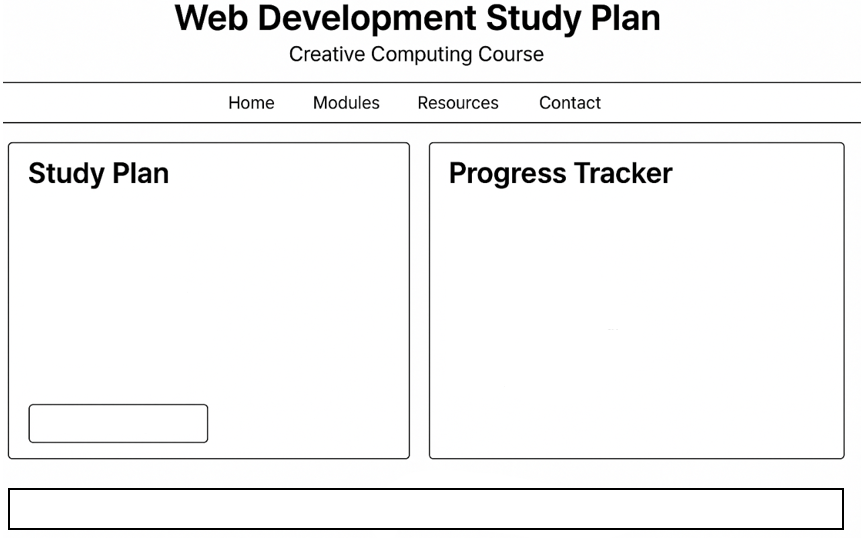 Web Development Study Plan
Creative Computing Course
Home Modules Resources Contact
Study Plan
Progress Tracker